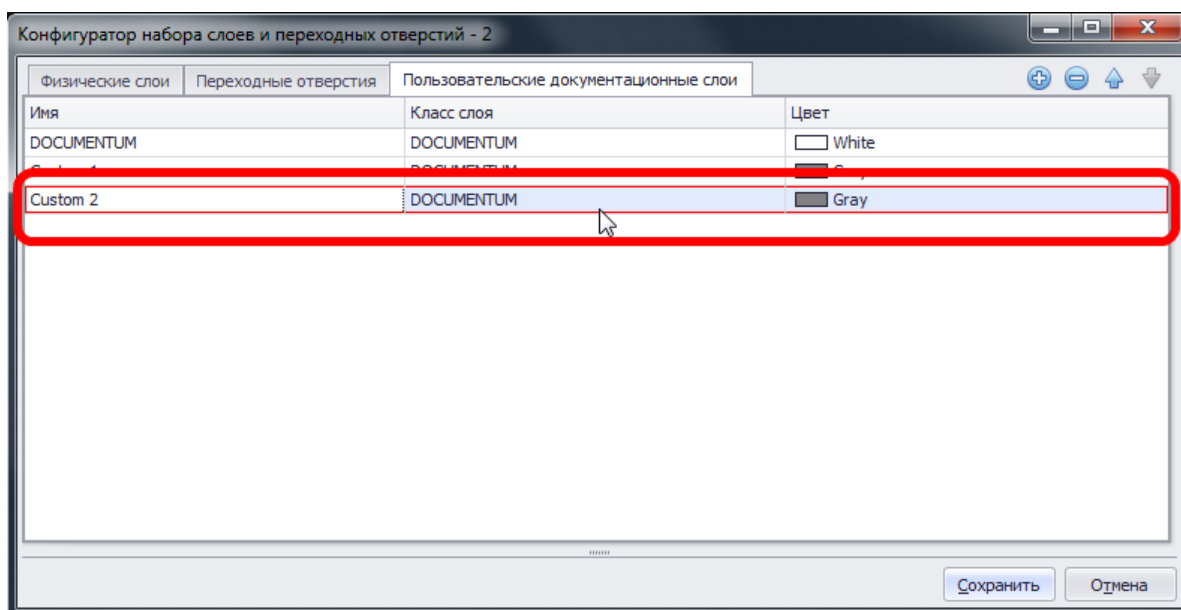 Конфигуратор набора слоев и переходных отверстий - 2
Физические слои Переходные отверстия Пользовательские документационные слои
Имя Класс слоя Цвет
DOCUMENTUM DOCUMENTUM White
DOCUMENTUM
Custom 2 DOCUMENTUM Gray
Сохранить Отмена